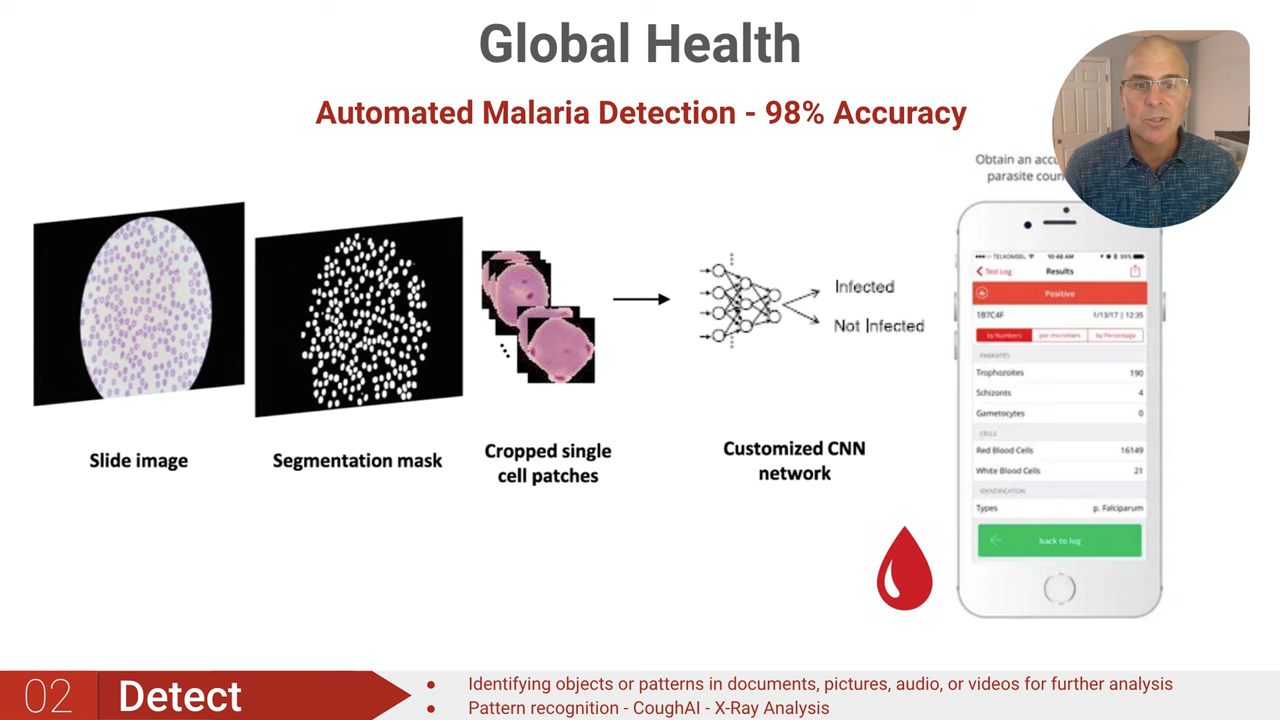 Global Health
Automated Malaria Detection - 98% Accuracy
Obtain an
parasite
Infected
Not Infected
Slide image
Segmentation mask
Cropped single
cell patches
Customized CNN
network
TELKOMSEL 10:48 AM 99%
Test Log Results
Positive
1B7C4F 1/13/17 | 12:35
by Numbers per microliters by Percentage
PARASITES
Trophozoites 190
Schizonts 4
Gametocytes 0
CELLS
Red Blood Cells 16149
White Blood Cells 21
IDENTIFICATION
Types p. Falciparum
back to log
02 Detect
• Identifying objects or patterns in documents, pictures, audio, or videos for further analysis
• Pattern recognition - CoughAI - X-Ray Analysis